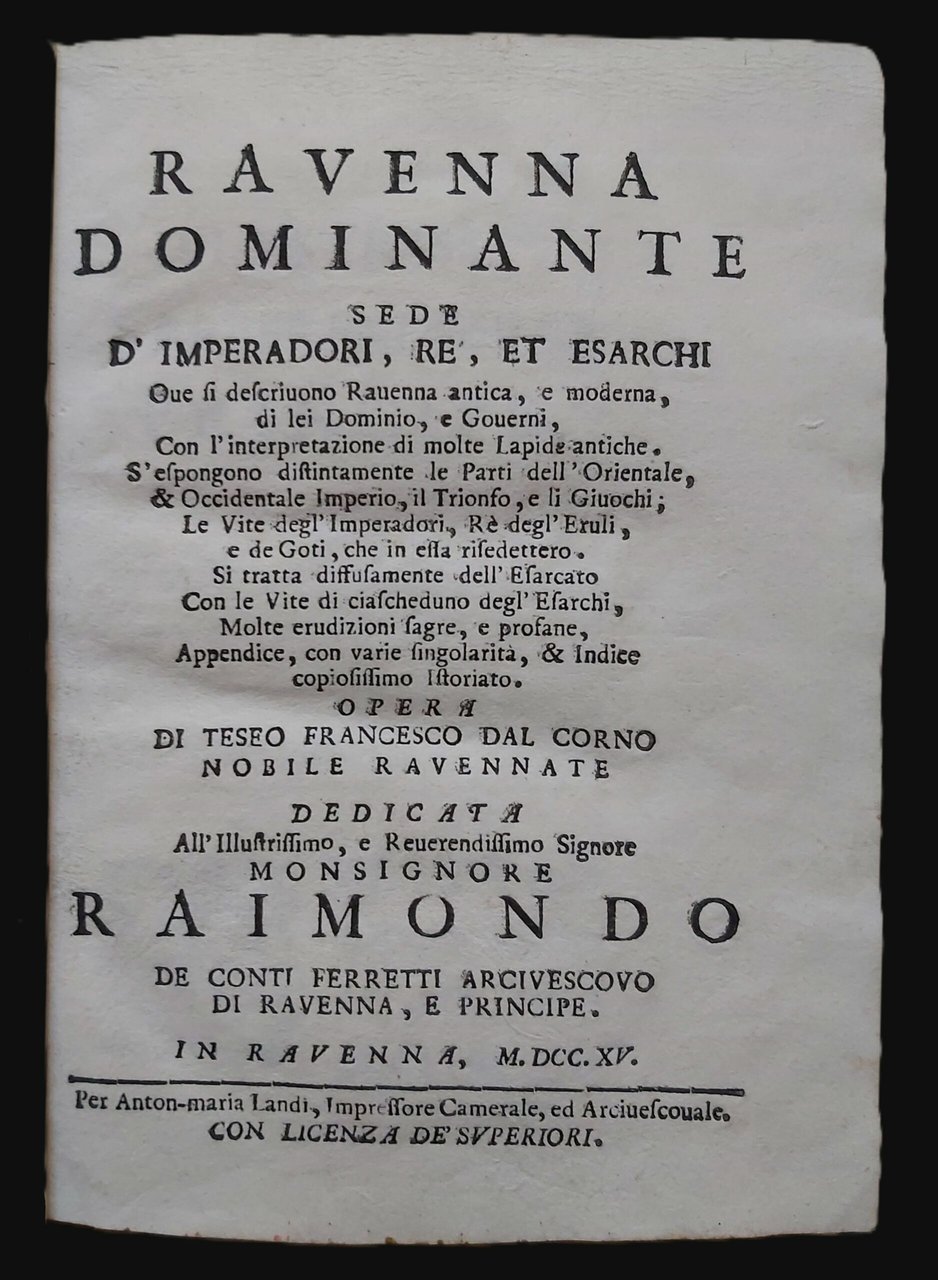 RAVENNA
DOMINANTE
SEDE
D' IMPERADORI, RE', ET ESARCHI
Oue ſi deſcriuono Rauenna antica, e moderna,
di lei Dominio, e Gouerni,
Con l'interpretazione di molte Lapide antiche.
S'eſpongono diſtintamente le Parti dell'Orientale,
& Occidentale Imperio, il Trionfo, e li Giuochi;
Le Vite degl'Imperadori, Rè degl'Eruli,
e de Goti, che in eſſa riſedettero.
Si tratta diffuſamente dell'Eſarcato
Con le Vite di ciaſcheduno degl'Eſarchi,
Molte erudizioni ſagre, e profane,
Appendice, con varie ſingolarità, & Indice
copioſiſſimo Iſtoriato.
OPERA
DI TESEO FRANCESCO DAL CORNO
NOBILE RAVENNATE
DEDICATA
All'Illuſtriſſimo, e Reuerendiſſimo Signore
MONSIGNORE
RAIMONDO
DE CONTI FERRETTI ARCIVESCOVO
DI RAVENNA, E PRINCIPE.
IN RAVENNA, M.DCC.XV.
Per Anton-maria Landi, Impreſſore Camerale, ed Arciueſcouale.
CON LICENZA DE' SVPERIORI.